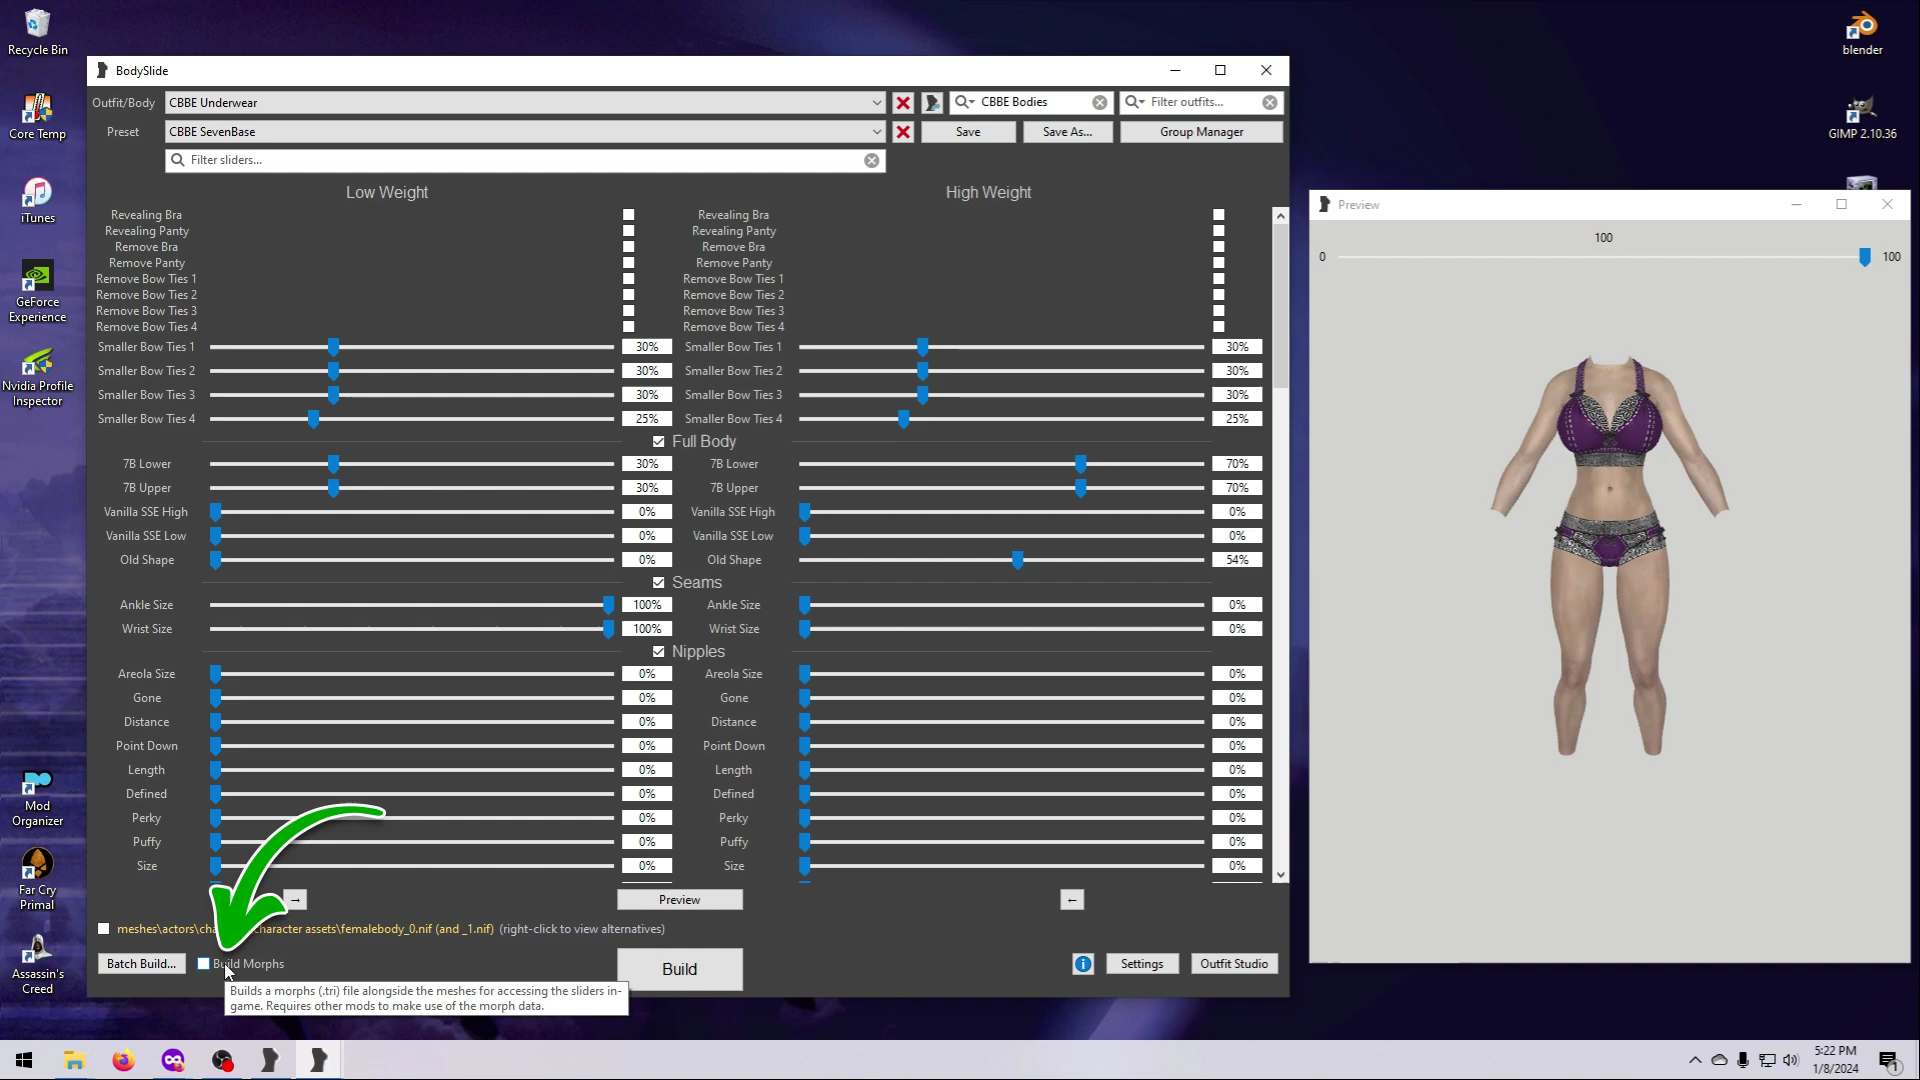 Recycle Bin
Core Temp
iTunes
GeForce
Experience
Nvidia Profile
Inspector
Mod
Organizer
Far Cry
Primal
Assassin's
Creed
blender
GIMP 2.10.36
BodySlide
Outfit/Body
CBBE Underwear
CBBE Bodies
Filter outfits...
Preset
CBBE SevenBase
Save
Save As...
Group Manager
Filter sliders...
Low Weight
High Weight
Revealing Bra
Revealing Bra
Revealing Panty
Revealing Panty
Remove Bra
Remove Bra
Remove Panty
Remove Panty
Remove Bow Ties 1
Remove Bow Ties 1
Remove Bow Ties 2
Remove Bow Ties 2
Remove Bow Ties 3
Remove Bow Ties 3
Remove Bow Ties 4
Remove Bow Ties 4
Smaller Bow Ties 1 30% Smaller Bow Ties 1 30%
Smaller Bow Ties 2 30% Smaller Bow Ties 2 30%
Smaller Bow Ties 3 30% Smaller Bow Ties 3 30%
Smaller Bow Ties 4 25% Smaller Bow Ties 4 25%
Full Body
7B Lower 30% 7B Lower 70%
7B Upper 30% 7B Upper 70%
Vanilla SSE High 0% Vanilla SSE High 0%
Vanilla SSE Low 0% Vanilla SSE Low 0%
Old Shape 0% Old Shape 54%
Seams
Ankle Size 100% Ankle Size 0%
Wrist Size 100% Wrist Size 0%
Nipples
Areola Size 0% Areola Size 0%
Gone 0% Gone 0%
Distance 0% Distance 0%
Point Down 0% Point Down 0%
Length 0% Length 0%
Defined 0% Defined 0%
Perky 0% Perky 0%
Puffy 0% Puffy 0%
Size 0% Size 0%
→
Preview
←
meshes\actors\cha character assets\femalebody_0.nif (and _1.nif) (right-click to view alternatives)
Batch Build...
Build Morphs
Build
Settings
Outfit Studio
Builds a morphs (.tri) file alongside the meshes for accessing the sliders in-
game. Requires other mods to make use of the morph data.
Preview
100
0
100
5:22 PM
1/8/2024
1